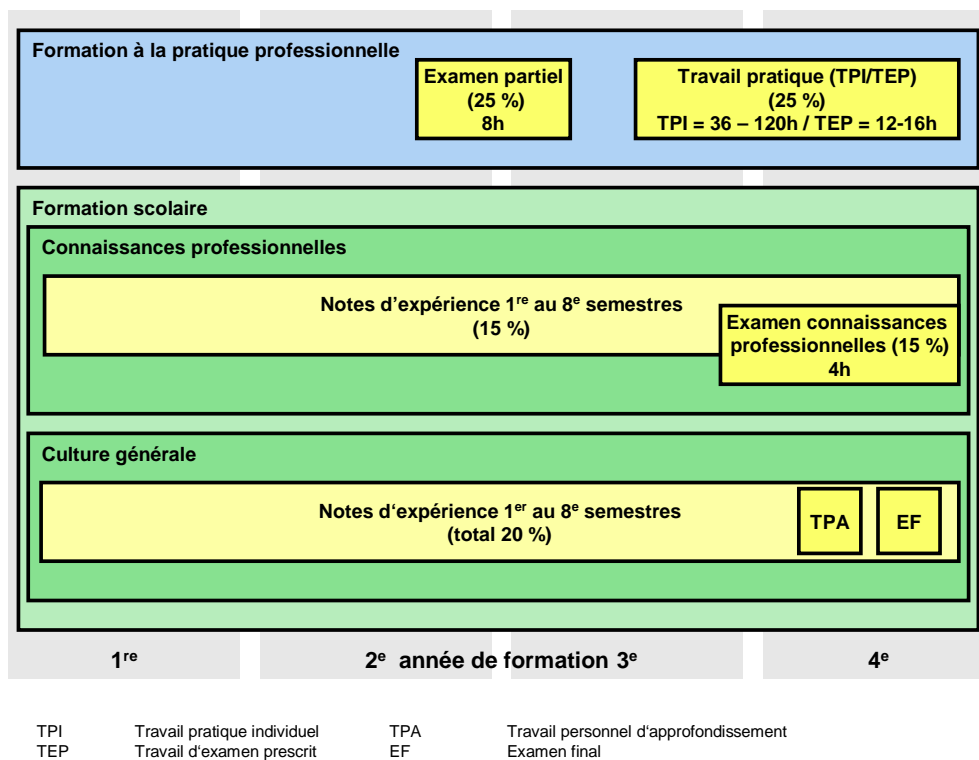 Formation à la pratique professionnelle
Examen partiel
(25 %)
8h
Travail pratique (TPI/TEP)
(25 %)
TPI = 36 – 120h / TEP = 12-16h
Formation scolaire
Connaissances professionnelles
Notes d'expérience 1re au 8e semestres
(15 %)
Examen connaissances
professionnelles (15 %)
4h
Culture générale
Notes d‘expérience 1er au 8e semestres
(total 20 %)
TPA
EF
1re
2e année de formation 3e
4e
TPI Travail pratique individuel TPA Travail personnel d‘approfondissement
TEP Travail d‘examen prescrit EF Examen final